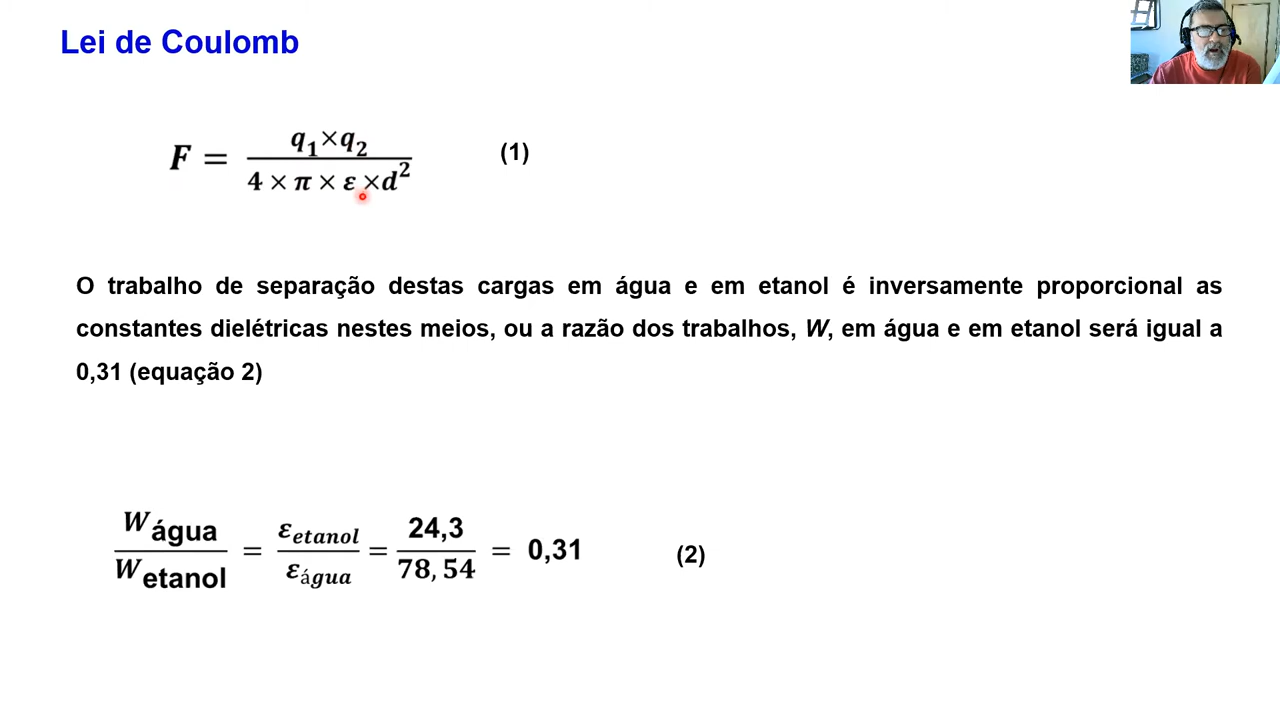 Lei de Coulomb
F = q₁×q₂ / 4 × π × ε ×d² (1)
O trabalho de separação destas cargas em água e em etanol é inversamente proporcional as
constantes dielétricas nestes meios, ou a razão dos trabalhos, W, em água e em etanol será igual a
0,31 (equação 2)
Wágua / Wetanol = εetanol / εágua = 24,3 / 78,54 = 0,31 (2)